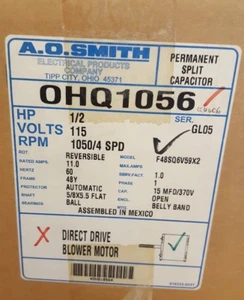 A.O.SMITH
ELECTRICAL PRODUCTS
COMPANY
TIPP CITY, OHIO 45371
PERMANENT
SPLIT
CAPACITOR
OHQ1056
HP 1/2 SER.
VOLTS 115 GL05
RPM 1050/4 SPD
ROT. REVERSIBLE MODEL F48SQ6V59X2
RATED AMPS 11.0 MAX.AMPS
HERTZ 60 SERV.FACT. 1.0
FRAME 48Y PHASE 1
PROTECTOR AUTOMATIC CAP. 15 MFD/370V
SHAFT 5/8X5.5 FLAT OPEN
BEARINGS BALL BELLY BAND
ASSEMBLED IN MEXICO
X DIRECT DRIVE
BLOWER MOTOR